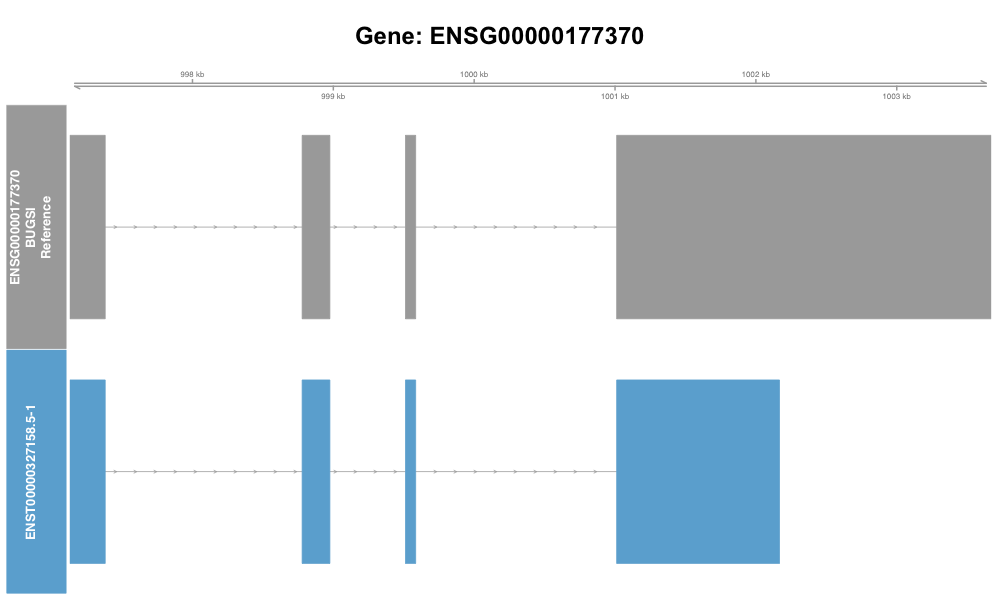 Gene: ENSG00000177370
998 kb
1000 kb
1002 kb
999 kb
1001 kb
1003 kb
ENSG00000177370
BUGSI
Reference
ENST00000327158.5-1